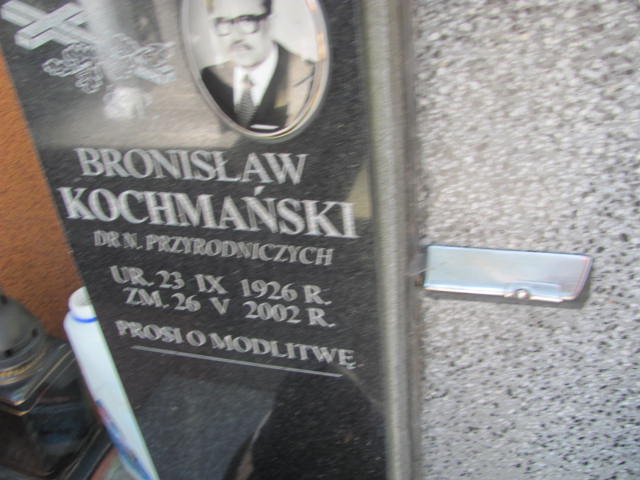 BRONISŁAW
KOCHMAŃSKI
DR N. PRZYRODNICZYCH
UR. 23 IX 1926 R.
ZM. 26 V 2002 R.
PROSI O MODLITWĘ